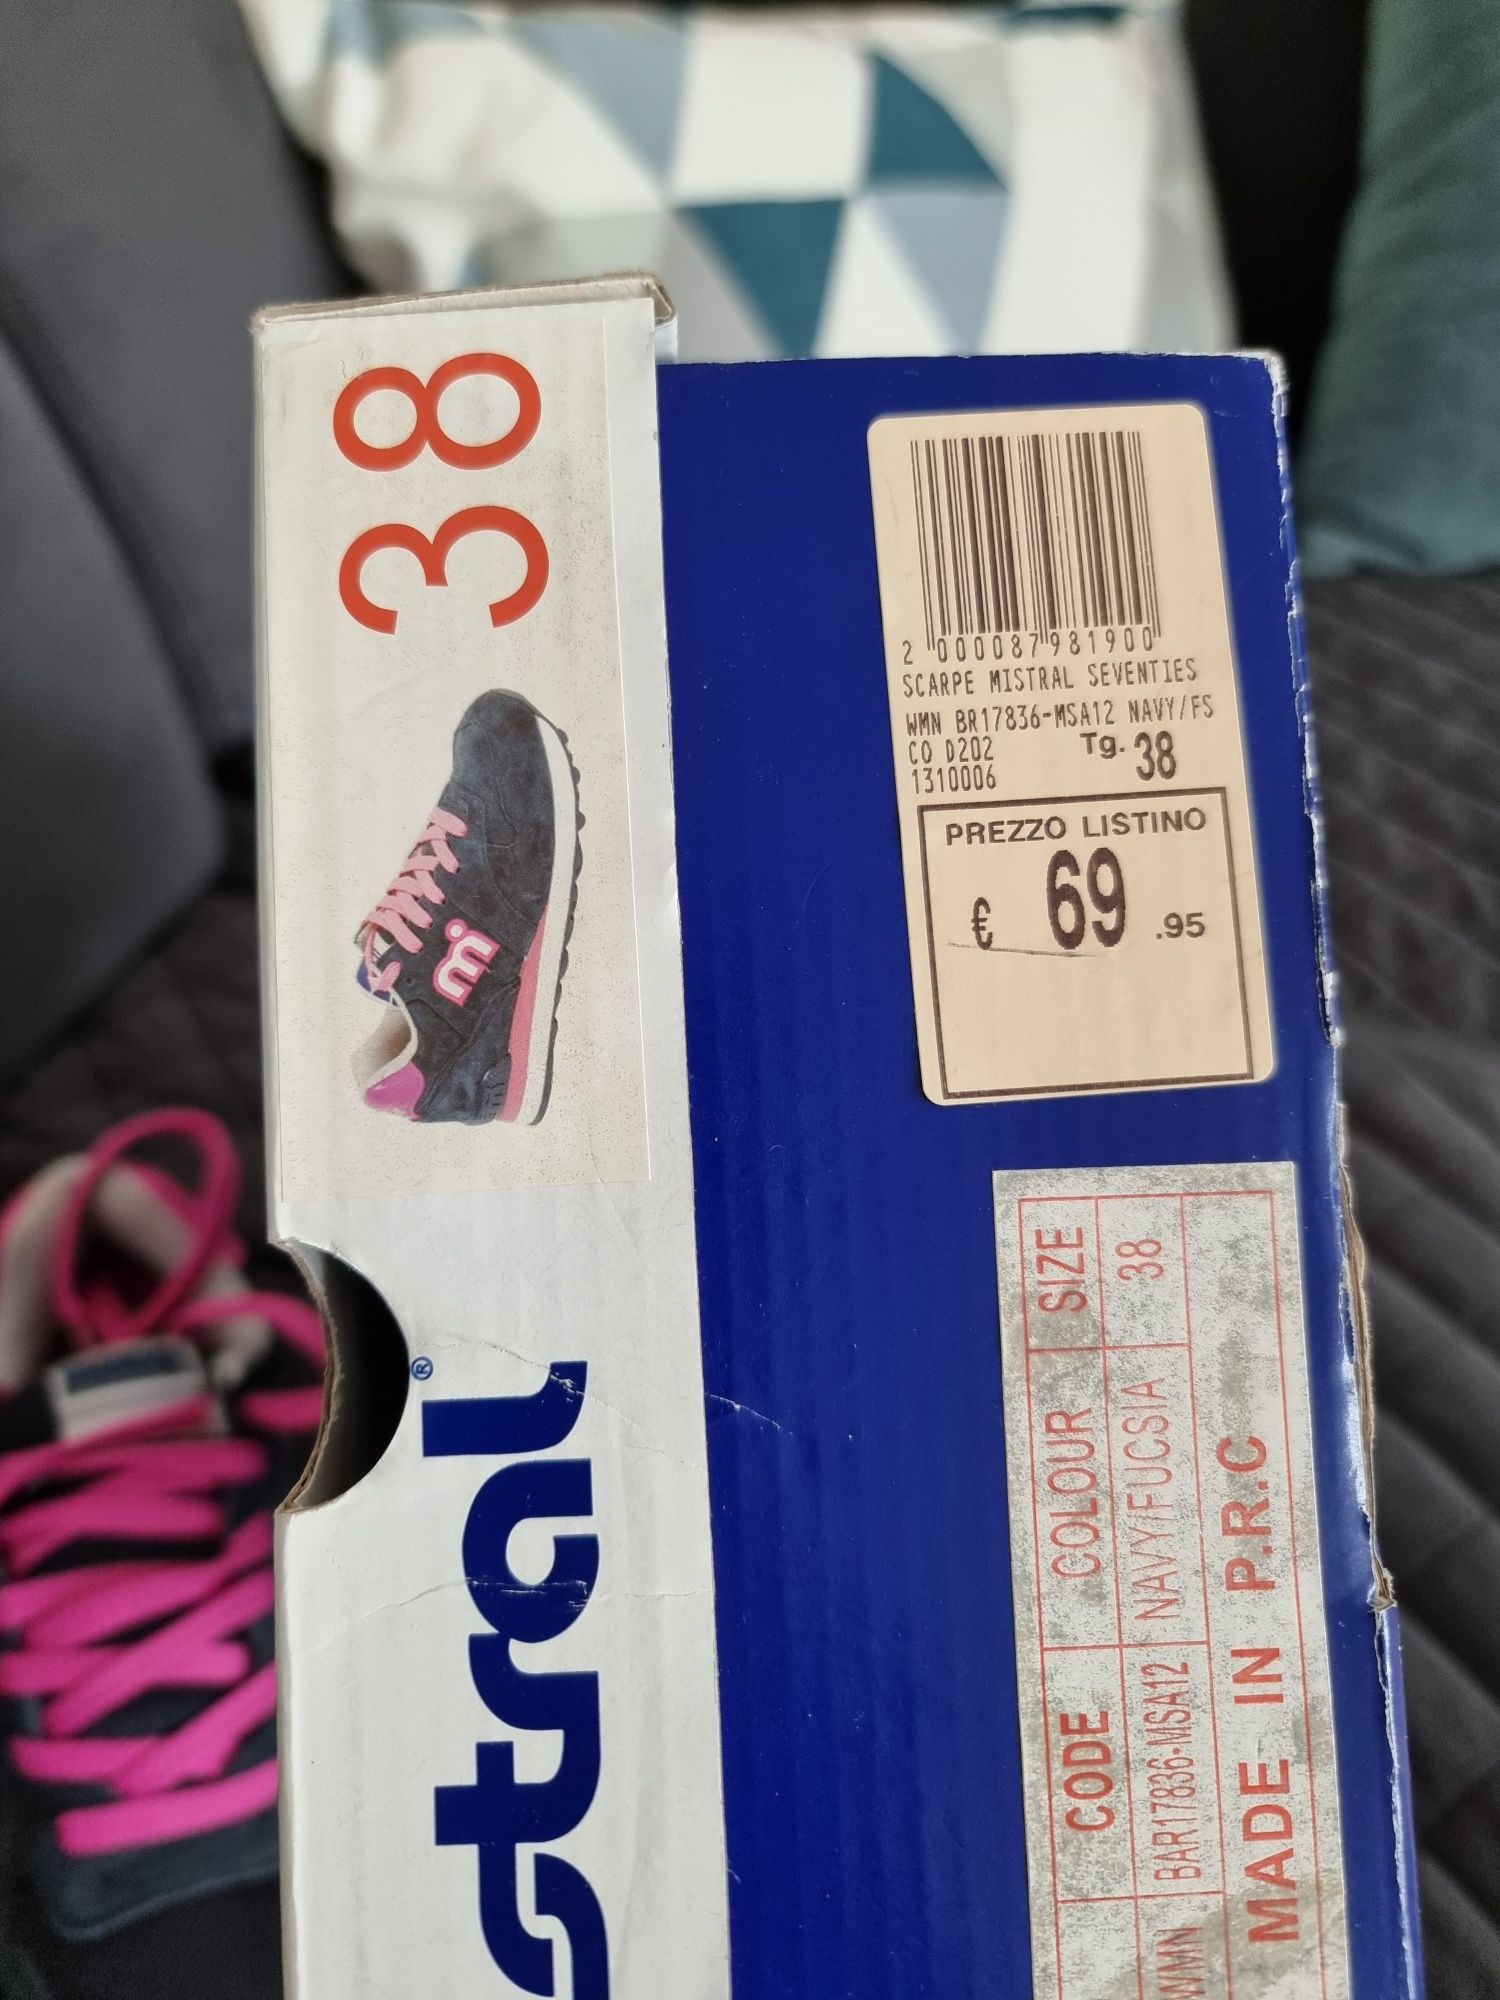 38
mi
stral®
2 000087 981900
SCARPE MISTRAL SEVENTIES
WMN BR17836-MSA12 NAVY/FS
CO D202
Tg. 38
1310006
PREZZO LISTINO
€ 69 .95
CODE COLOUR SIZE
WMN BAR17836-MSA12 NAVY/FUCSIA 38
MADE IN P.R.C